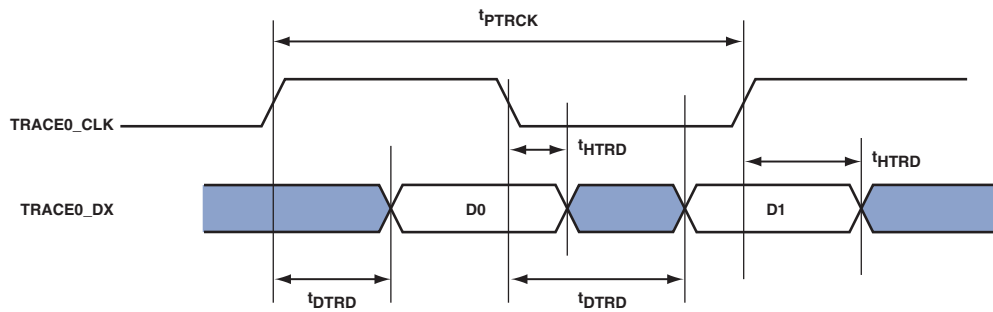 tPTRCK
TRACE0_CLK
tHTRD
tHTRD
TRACE0_DX
D0
D1
tDTRD
tDTRD